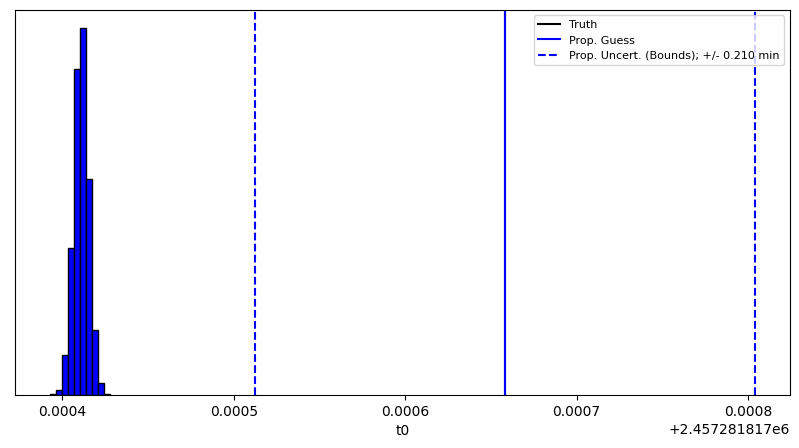 Truth
Prop. Guess
Prop. Uncert. (Bounds); +/- 0.210 min
0.0004 0.0005 0.0006 0.0007 0.0008
t0 +2.457281817e6